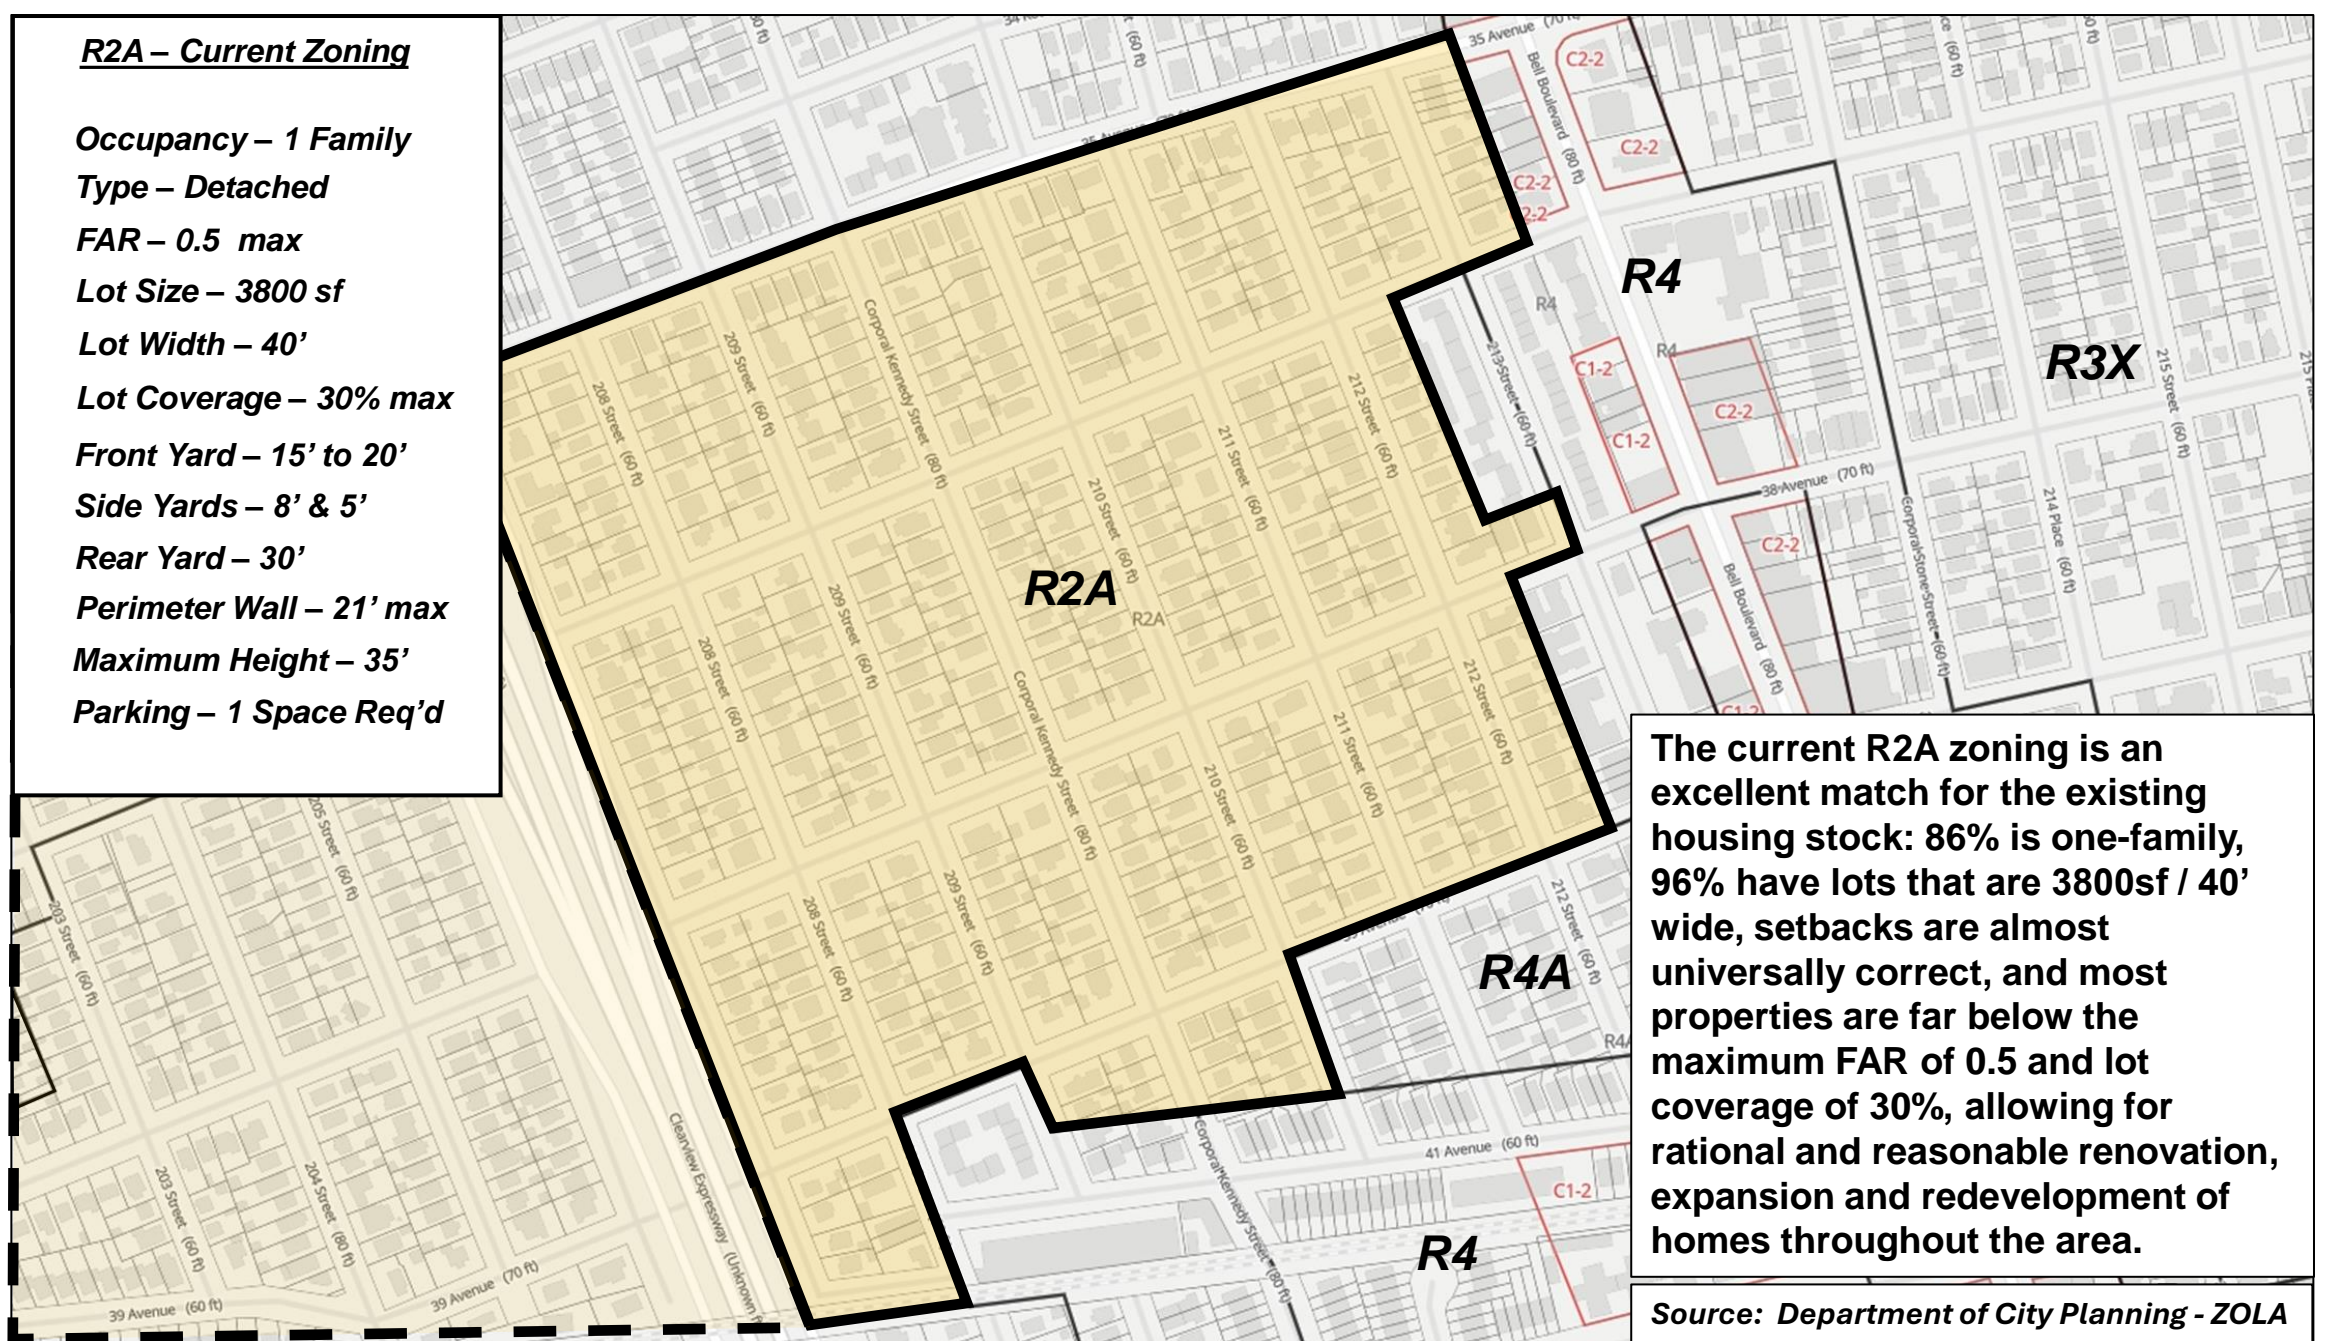 R2A – Current Zoning
Occupancy – 1 Family
Type – Detached
FAR – 0.5 max
Lot Size – 3800 sf
Lot Width – 40’
Lot Coverage – 30% max
Front Yard – 15’ to 20’
Side Yards – 8’ & 5’
Rear Yard – 30’
Perimeter Wall – 21’ max
Maximum Height – 35’
Parking – 1 Space Req’d
35 Avenue (70 ft)
Bell Boulevard (80 ft)
C2-2
C2-2
C2-2
R4
R4
R4
C1-2
C1-2
C2-2
R3X
215 Street (60 ft)
213 Street (60 ft)
38 Avenue (70 ft)
C2-2
Corporal Stone Street (60 ft)
214 Place (60 ft)
Bell Boulevard (80 ft)
C1-2
208 Street (60 ft)
209 Street (60 ft)
Corporal Kennedy Street (80 ft)
210 Street (60 ft)
211 Street (60 ft)
212 Street (60 ft)
R2A
R2A
208 Street (60 ft)
209 Street (60 ft)
Corporal Kennedy Street (80 ft)
210 Street (60 ft)
211 Street (60 ft)
212 Street (60 ft)
208 Street (60 ft)
209 Street (60 ft)
212 Street (60 ft)
R4A
205 Street (60 ft)
203 Street (60 ft)
203 Street (60 ft)
204 Street (80 ft)
39 Avenue (60 ft)
39 Avenue (70 ft)
Clearview Expressway (Unknown
Corporal Kennedy Street (80 ft)
41 Avenue (60 ft)
C1-2
R4
The current R2A zoning is an
excellent match for the existing
housing stock: 86% is one-family,
96% have lots that are 3800sf / 40’
wide, setbacks are almost
universally correct, and most
properties are far below the
maximum FAR of 0.5 and lot
coverage of 30%, allowing for
rational and reasonable renovation,
expansion and redevelopment of
homes throughout the area.
Source: Department of City Planning - ZOLA